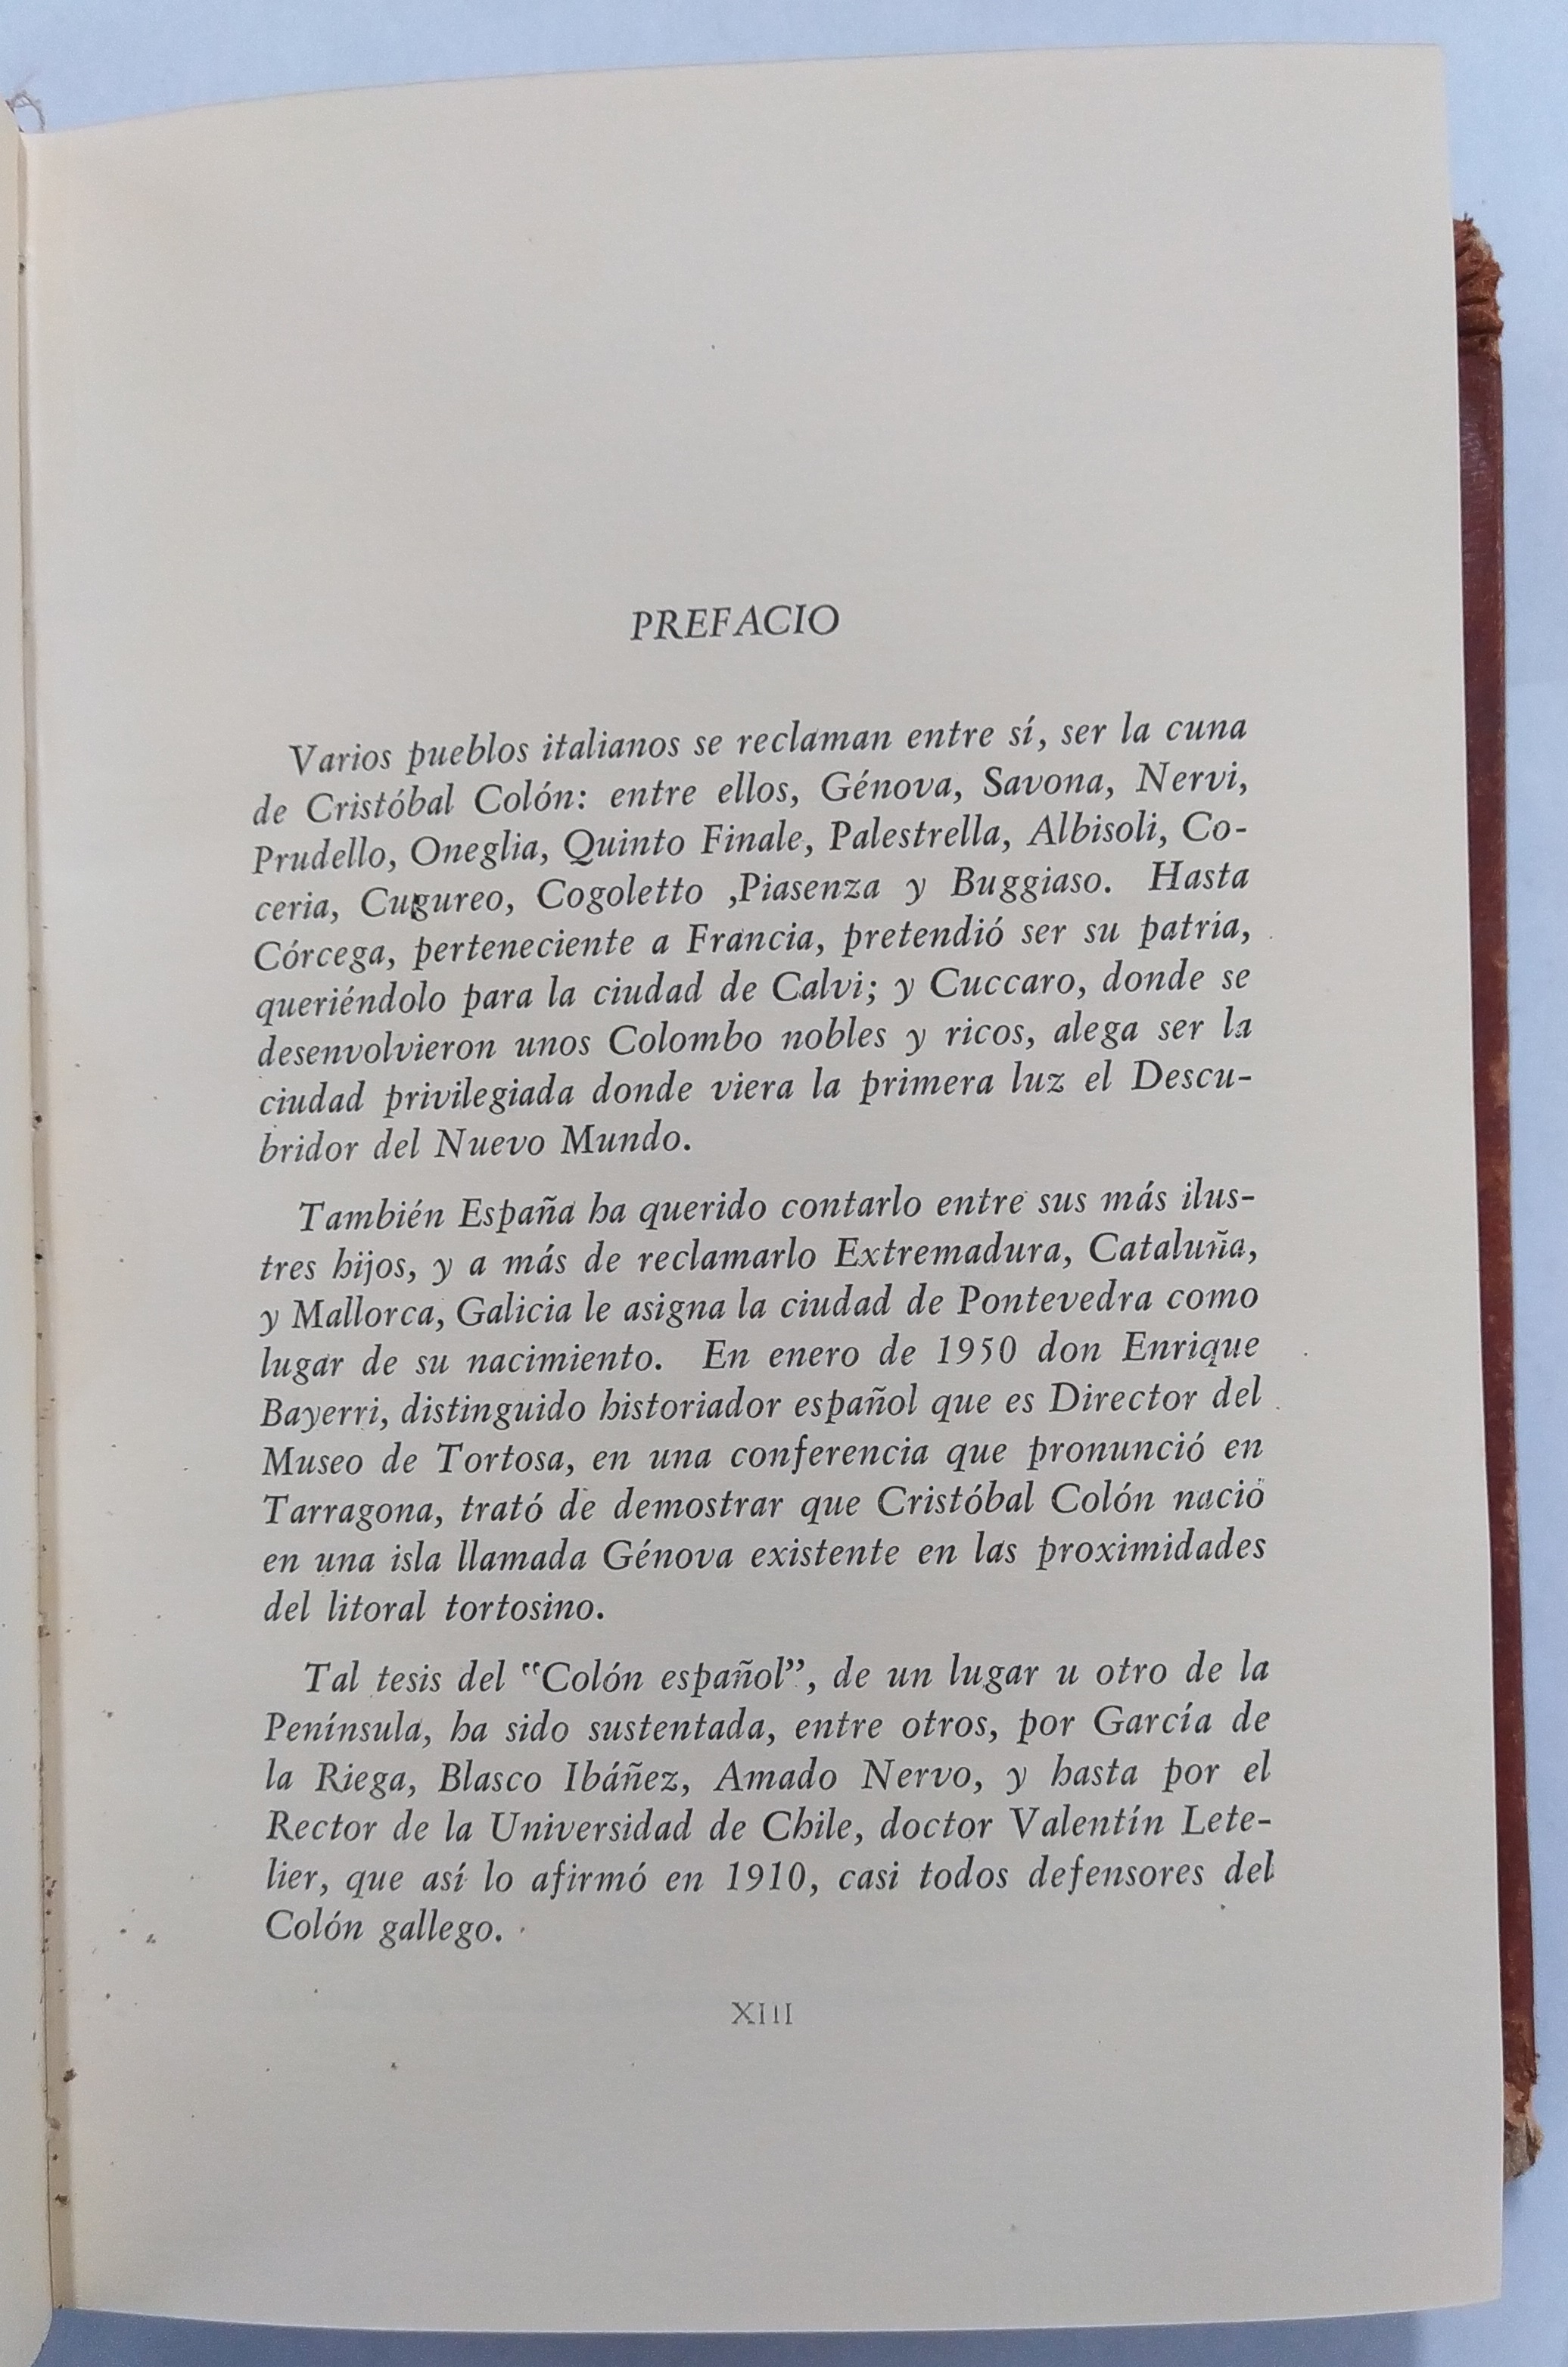 PREFACIO
Varios pueblos italianos se reclaman entre sí, ser la cuna
de Cristóbal Colón: entre ellos, Génova, Savona, Nervi,
Prudello, Oneglia, Quinto Finale, Palestrella, Albisoli, Co-
ceria, Cugureo, Cogoletto ,Piasenza y Buggiaso. Hasta
Córcega, perteneciente a Francia, pretendió ser su patria,
queriéndolo para la ciudad de Calvi; y Cuccaro, donde se
desenvolvieron unos Colombo nobles y ricos, alega ser la
ciudad privilegiada donde viera la primera luz el Descu-
bridor del Nuevo Mundo.
También España ha querido contarlo entre sus más ilus-
tres hijos, y a más de reclamarlo Extremadura, Cataluña,
y Mallorca, Galicia le asigna la ciudad de Pontevedra como
lugar de su nacimiento. En enero de 1950 don Enrique
Bayerri, distinguido historiador español que es Director del
Museo de Tortosa, en una conferencia que pronunció en
Tarragona, trató de demostrar que Cristóbal Colón nació
en una isla llamada Génova existente en las proximidades
del litoral tortosino.
Tal tesis del "Colón español", de un lugar u otro de la
Península, ha sido sustentada, entre otros, por García de
la Riega, Blasco Ibáñez, Amado Nervo, y hasta por el
Rector de la Universidad de Chile, doctor Valentín Lete-
lier, que así lo afirmó en 1910, casi todos defensores del
Colón gallego.
XIII